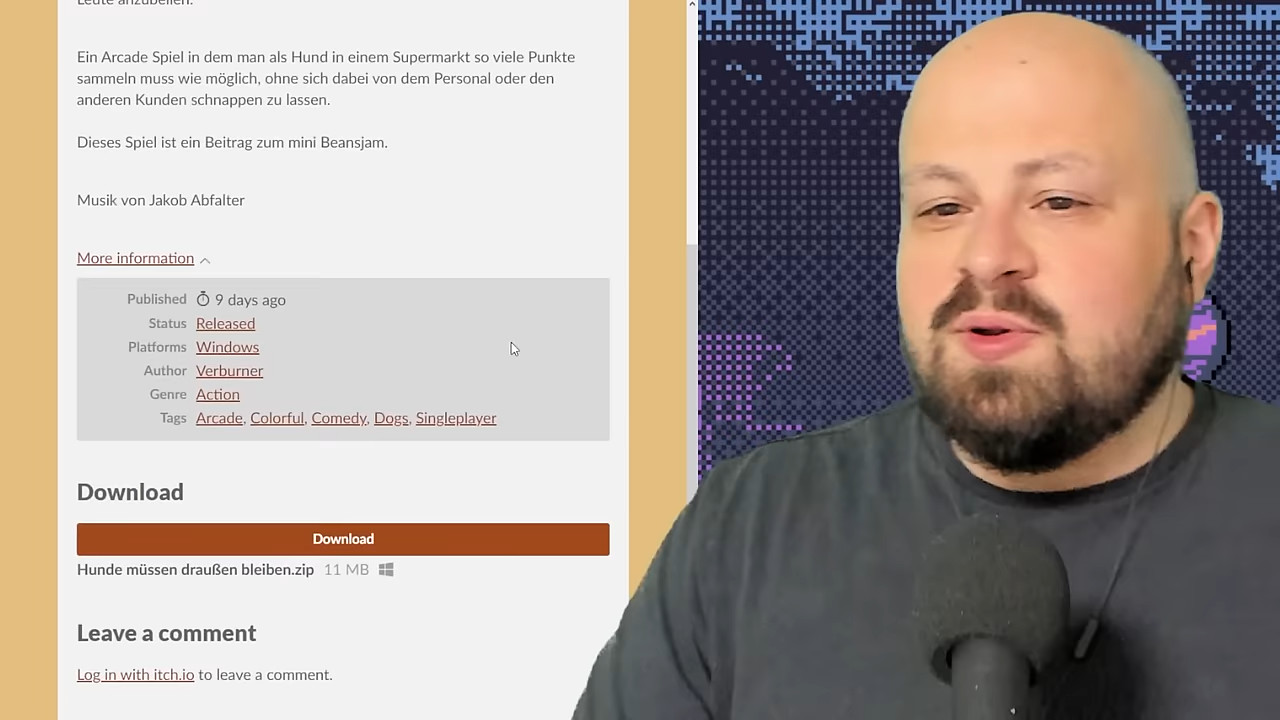 Leute anzubellen.
Ein Arcade Spiel in dem man als Hund in einem Supermarkt so viele Punkte
sammeln muss wie möglich, ohne sich dabei von dem Personal oder den
anderen Kunden schnappen zu lassen.
Dieses Spiel ist ein Beitrag zum mini Beansjam.
Musik von Jakob Abfalter
More information
Published 9 days ago
Status Released
Platforms Windows
Author Verburner
Genre Action
Tags Arcade, Colorful, Comedy, Dogs, Singleplayer
Download
Download
Hunde müssen draußen bleiben.zip 11 MB
Leave a comment
Log in with itch.io to leave a comment.